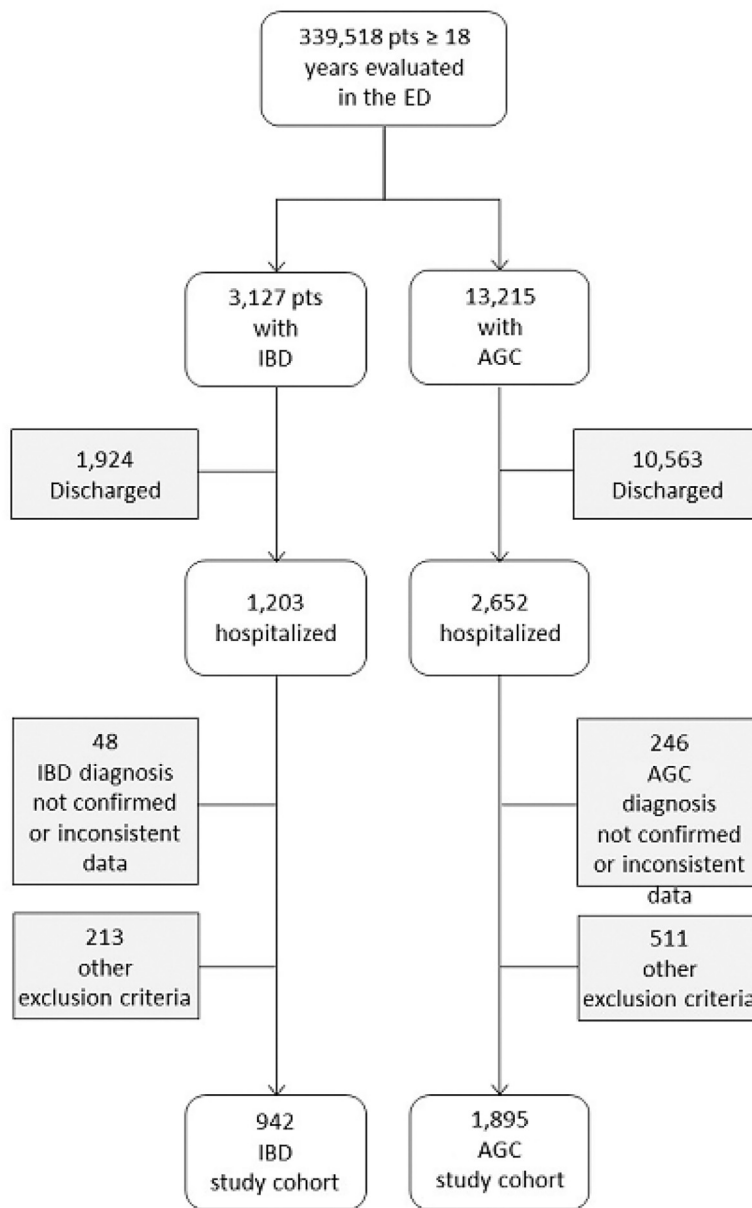 339,518 pts ≥ 18
years evaluated
in the ED
3,127 pts
with
IBD
13,215
with
AGC
1,924
Discharged
10,563
Discharged
1,203
hospitalized
2,652
hospitalized
48
IBD diagnosis
not confirmed
or inconsistent
data
246
AGC
diagnosis
not confirmed
or inconsistent
data
213
other
exclusion criteria
511
other
exclusion criteria
942
IBD
study cohort
1,895
AGC
study cohort